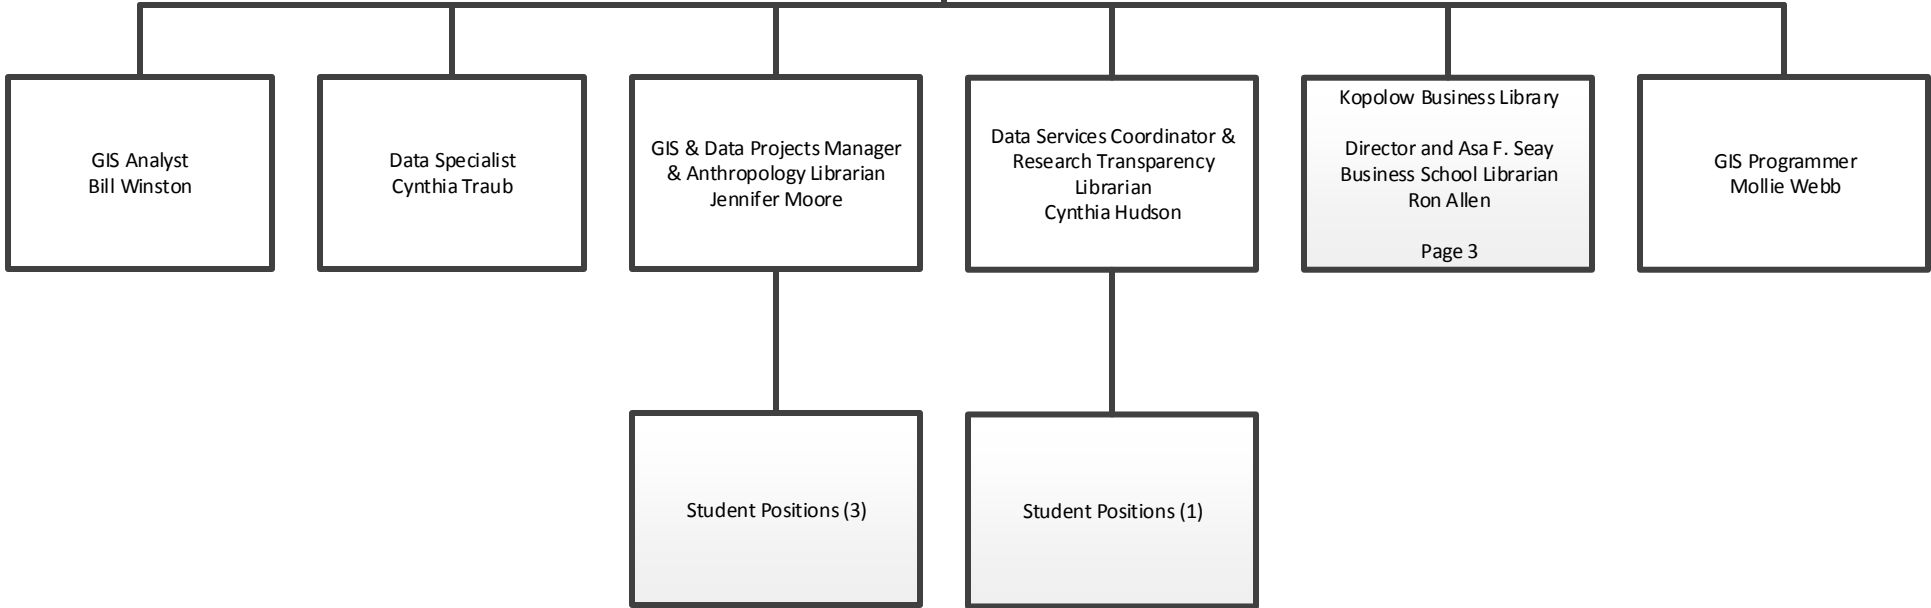 GIS Analyst
Bill Winston
Data Specialist
Cynthia Traub
GIS & Data Projects Manager
& Anthropology Librarian
Jennifer Moore
Data Services Coordinator &
Research Transparency
Librarian
Cynthia Hudson
Kopolow Business Library
Director and Asa F. Seay
Business School Librarian
Ron Allen
Page 3
GIS Programmer
Mollie Webb
Student Positions (3)
Student Positions (1)